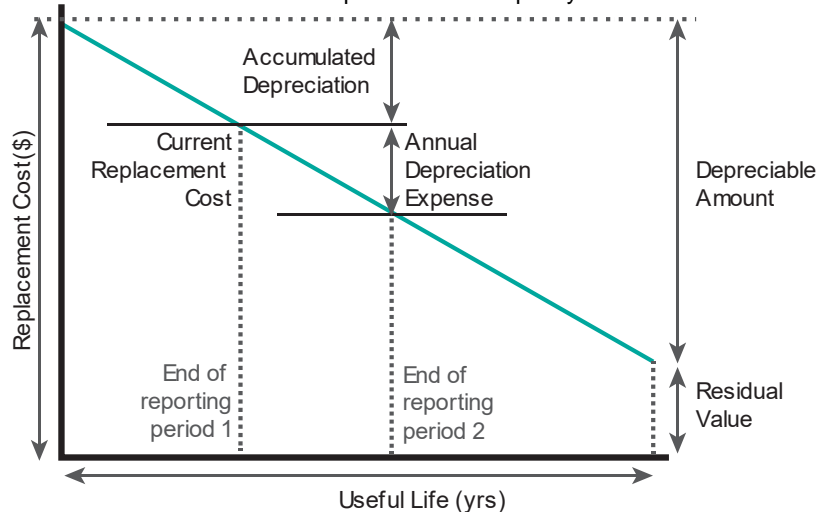 Accumulated
Depreciation
Current
Replacement
Cost
Annual
Depreciation
Expense
Depreciable
Amount
Replacement Cost($)
End of
reporting
period 1
End of
reporting
period 2
Residual
Value
Useful Life (yrs)